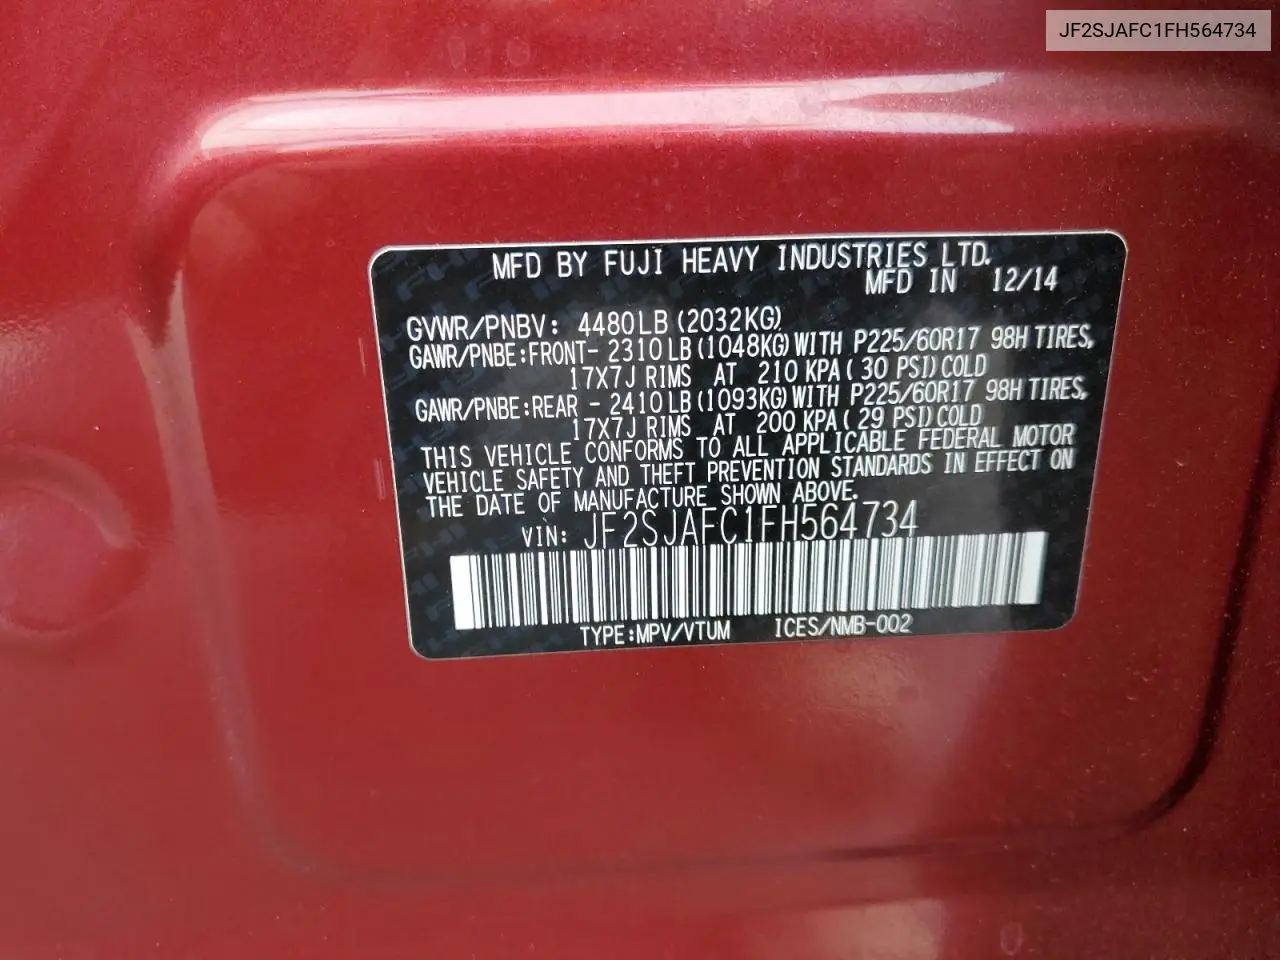 JF2SJAFC1FH564734
MFD BY FUJI HEAVY INDUSTRIES LTD.
MFD IN 12/14
GVWR/PNBV: 4480LB (2032KG)
GAWR/PNBE:FRONT- 2310 LB (1048KG) WITH P225/60R17 98H TIRES,
17X7J RIMS AT 210 KPA ( 30 PSI) COLD
GAWR/PNBE:REAR - 2410 LB (1093KG) WITH P225/60R17 98H TIRES,
17X7J RIMS AT 200 KPA ( 29 PSI) COLD
THIS VEHICLE CONFORMS TO ALL APPLICABLE FEDERAL MOTOR
VEHICLE SAFETY AND THEFT PREVENTION STANDARDS IN EFFECT ON
THE DATE OF MANUFACTURE SHOWN ABOVE.
VIN: JF2SJAFC1FH564734
TYPE:MPV/VTUM ICES/NMB-002